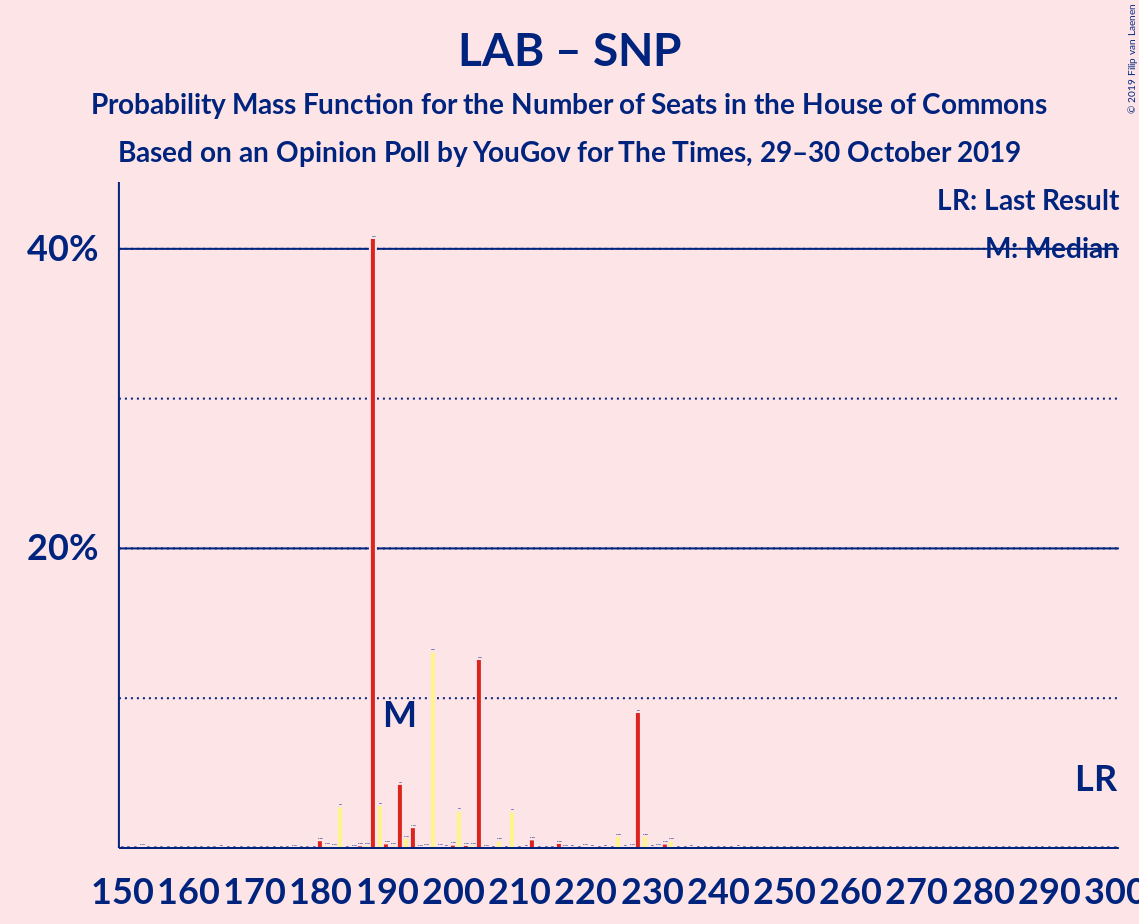 LAB – SNP
Probability Mass Function for the Number of Seats in the House of Commons
Based on an Opinion Poll by YouGov for The Times, 29–30 October 2019
© 2019 Filip van Laenen
LR: Last Result
M: Median
40%
20%
M
LR
150 160 170 180 190 200 210 220 230 240 250 260 270 280 290 300